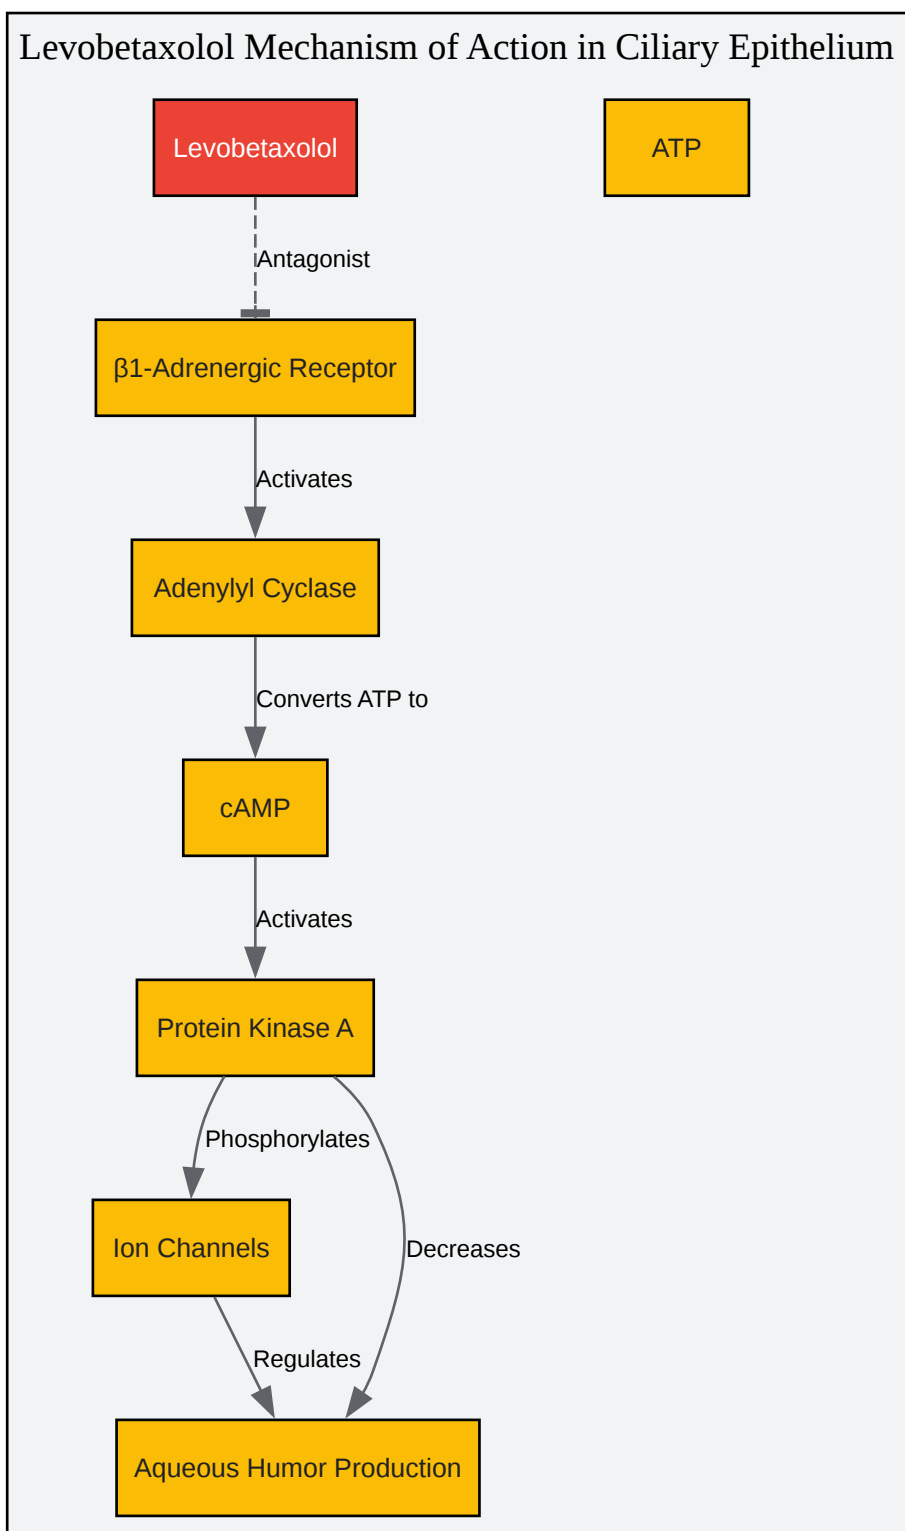 Levobetaxolol Mechanism of Action in Ciliary Epithelium
Levobetaxolol
ATP
Antagonist
β1-Adrenergic Receptor
Activates
Adenylyl Cyclase
Converts ATP to
cAMP
Activates
Protein Kinase A
Phosphorylates
Ion Channels
Decreases
Regulates
Aqueous Humor Production